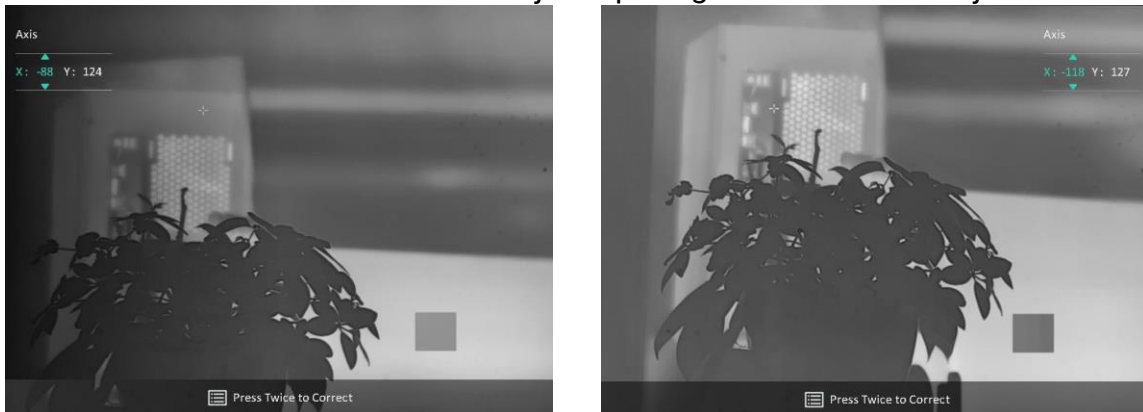 Axis
X: -88 Y: 124
Press Twice to Correct
Axis
X: -118 Y: 127
Press Twice to Correct